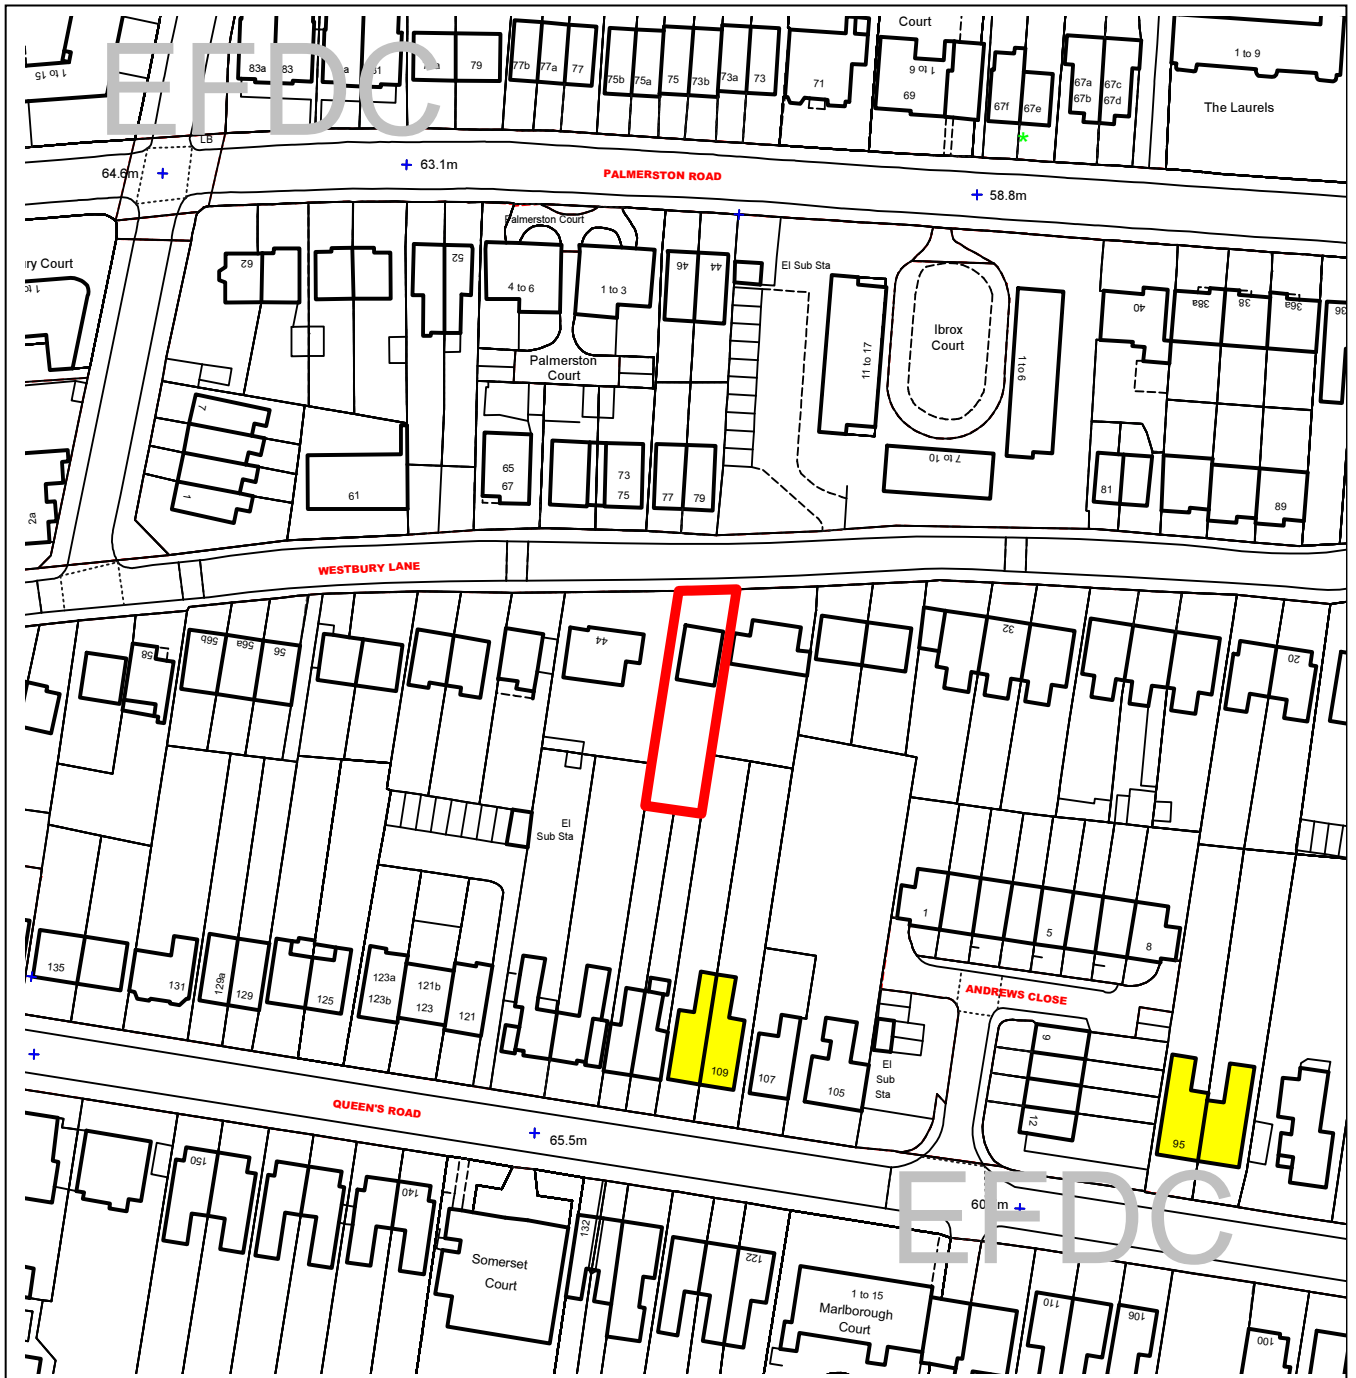 Court
1 to 15
83a
83
81
79
77b
77a
77
75b
75a
75
73b
73a
73
71
1 to 6
69
67f
67e
67a
67b
67c
67d
1 to 9
The Laurels
EFDC
LB
64.6m
63.1m
PALMERSTON ROAD
58.8m
Palmerston Court
62
52
4 to 6
1 to 3
46
44
El Sub Sta
Ibrox
Court
11 to 17
1 to 6
7 to 10
40
38a
38
36a
36
ry Court
1 to
Palmerston
Court
7
1
61
65
67
73
75
77
79
81
89
2a
WESTBURY LANE
58
56b
56a
56
44
32
20
El
Sub Sta
135
131
129a
129
125
123a
123b
121b
123
121
109
107
105
El
Sub
Sta
1
5
8
ANDREWS CLOSE
9
12
95
QUEEN'S ROAD
65.5m
150
140
Somerset
Court
132
122
1 to 15
Marlborough
Court
110
106
100
EFDC